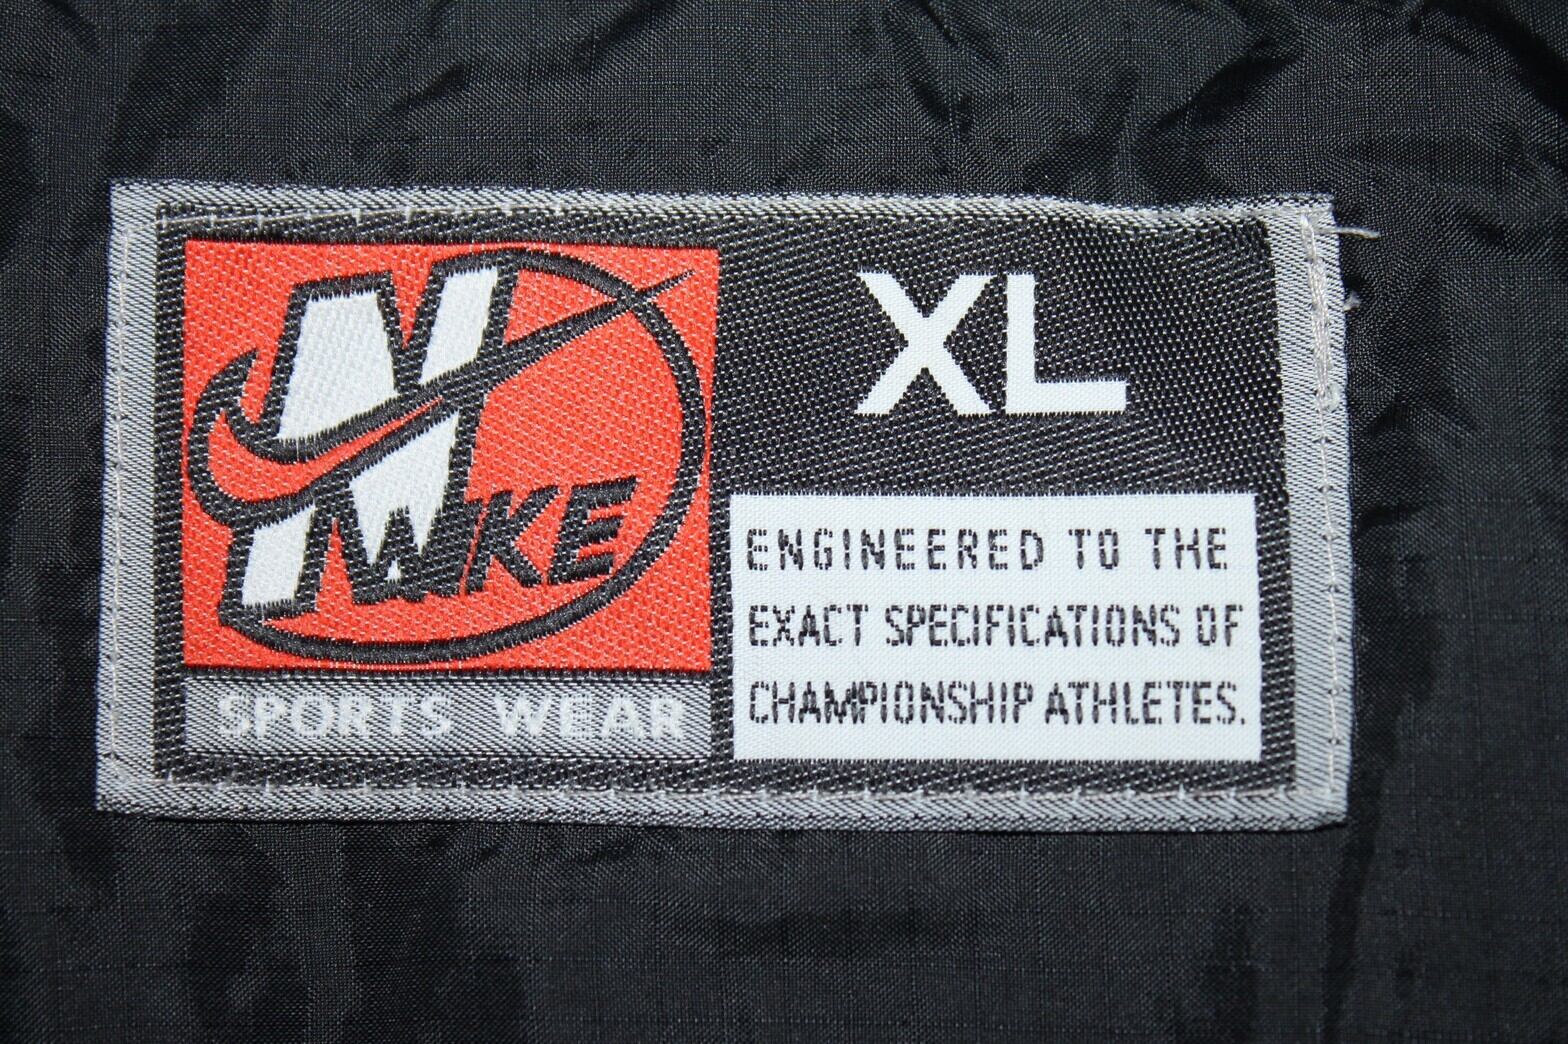 N
NIKE
SPORTS WEAR
XL
ENGINEERED TO THE
EXACT SPECIFICATIONS OF
CHAMPIONSHIP ATHLETES.